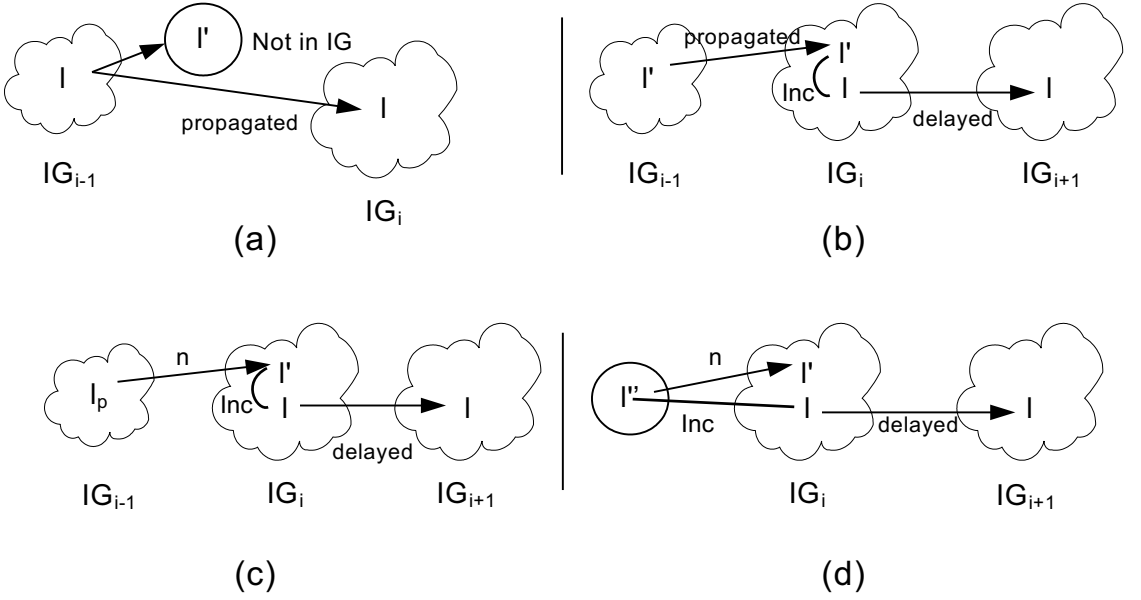 I I' Not in IG
propagated I
IG_{i-1}
IG_i
(a)
propagated
I' I'
Inc I I
delayed
IG_{i-1} IG_i IG_{i+1}
(b)
n
I_p I'
Inc I I
delayed
IG_{i-1} IG_i IG_{i+1}
(c)
n
I'' I'
Inc I I
delayed
IG_i IG_{i+1}
(d)